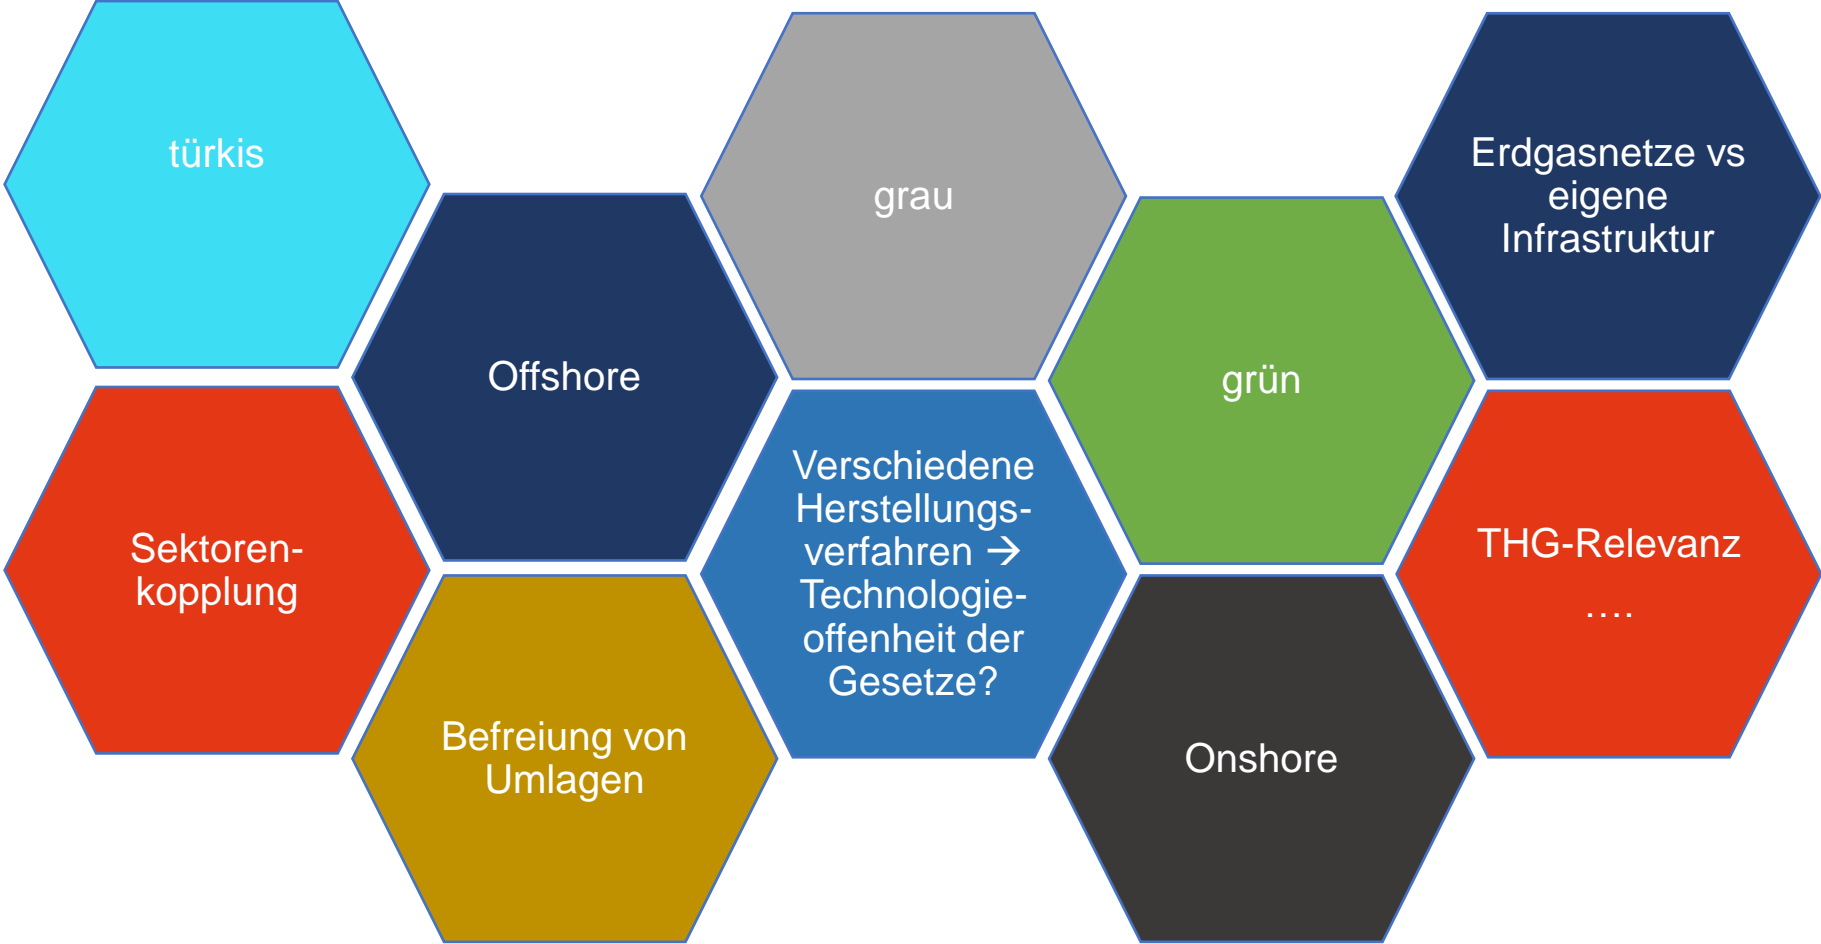 türkis
Offshore
grau
grün
Erdgasnetze vs
eigene
Infrastruktur
Sektoren-
kopplung
Befreiung von
Umlagen
Verschiedene
Herstellungs-
verfahren →
Technologie-
offenheit der
Gesetze?
Onshore
THG-Relevanz
….